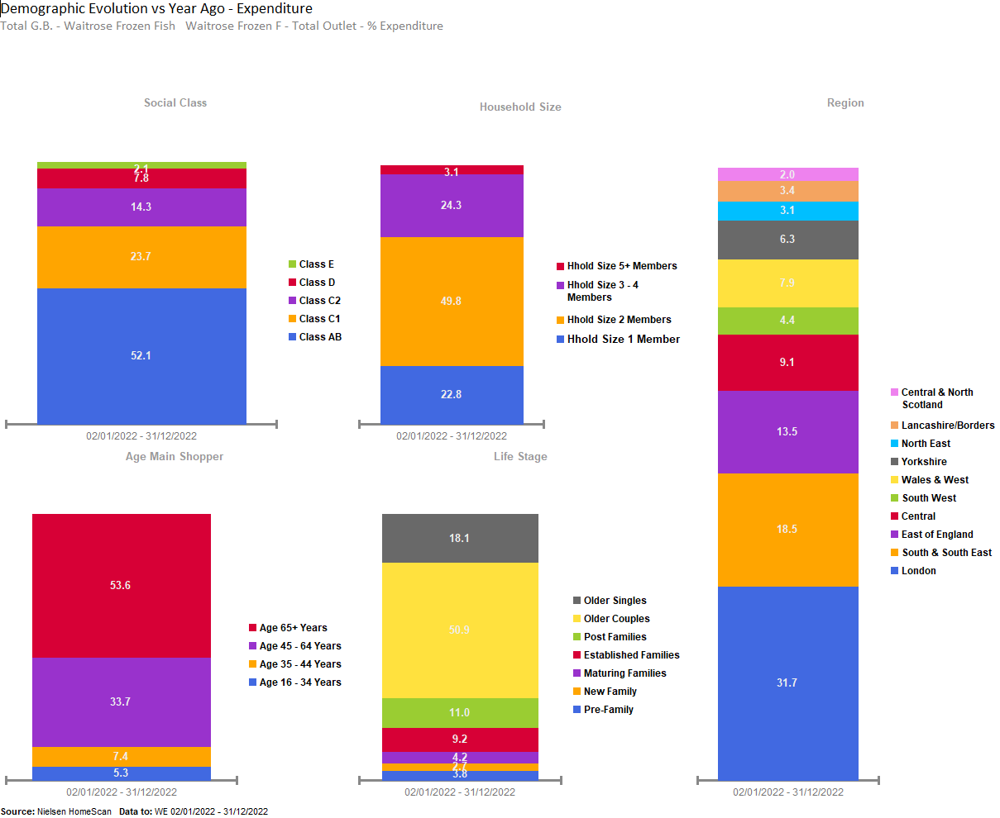 Demographic Evolution vs Year Ago - Expenditure
Total G.B. - Waitrose Frozen Fish   Waitrose Frozen F - Total Outlet - % Expenditure
Social Class
2.1
7.8
14.3
23.7
52.1
Class E
Class D
Class C2
Class C1
Class AB
02/01/2022 - 31/12/2022
Household Size
3.1
24.3
49.8
22.8
Hhold Size 5+ Members
Hhold Size 3 - 4
Members
Hhold Size 2 Members
Hhold Size 1 Member
02/01/2022 - 31/12/2022
Region
2.0
3.4
3.1
6.3
7.9
4.4
9.1
13.5
18.5
31.7
Central & North
Scotland
Lancashire/Borders
North East
Yorkshire
Wales & West
South West
Central
East of England
South & South East
London
02/01/2022 - 31/12/2022
Age Main Shopper
53.6
33.7
7.4
5.3
Age 65+ Years
Age 45 - 64 Years
Age 35 - 44 Years
Age 16 - 34 Years
02/01/2022 - 31/12/2022
Life Stage
18.1
50.9
11.0
9.2
4.2
2.7
3.8
Older Singles
Older Couples
Post Families
Established Families
Maturing Families
New Family
Pre-Family
02/01/2022 - 31/12/2022
Source: Nielsen HomeScan   Data to: WE 02/01/2022 - 31/12/2022